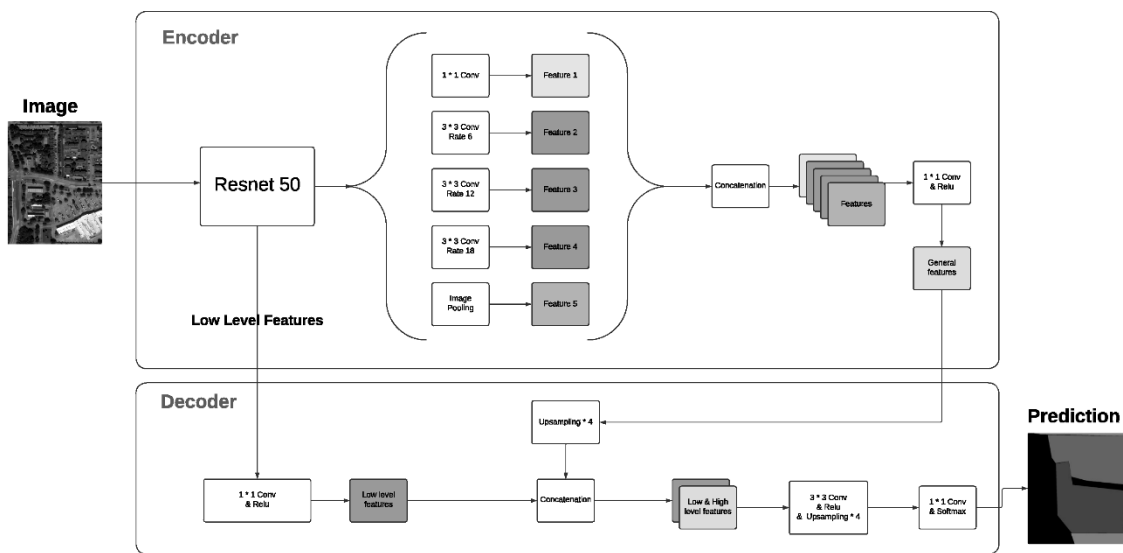 Encoder
Image
Resnet 50
1 * 1 Conv
Feature 1
3 * 3 Conv
Rate 6
Feature 2
3 * 3 Conv
Rate 12
Feature 3
3 * 3 Conv
Rate 18
Feature 4
Image
Pooling
Feature 5
Concatenation
Features
1 * 1 Conv
& Relu
General
features
Low Level Features
Decoder
Upsampling * 4
1 * 1 Conv
& Relu
Low level
features
Concatenation
Low & High
level features
3 * 3 Conv
& Relu
& Upsampling * 4
1 * 1 Conv
& Softmax
Prediction